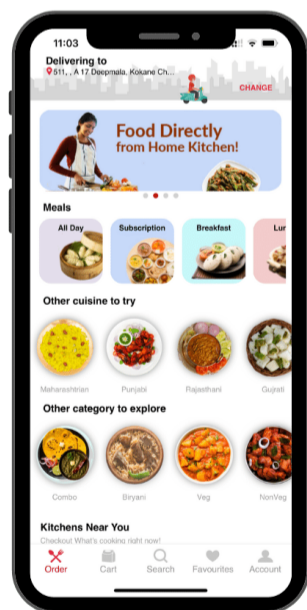 11:03
Delivering to
511, , A 17 Deepmala, Kokane Ch...
CHANGE
Food Directly
from Home Kitchen!
Meals
All Day
Subscription
Breakfast
Lur
Other cuisine to try
Maharashtrian
Punjabi
Rajasthani
Gujrati
Other category to explore
Combo
Biryani
Veg
NonVeg
Kitchens Near You
Checkout What's cooking right now!
Order
Cart
Search
Favourites
Account